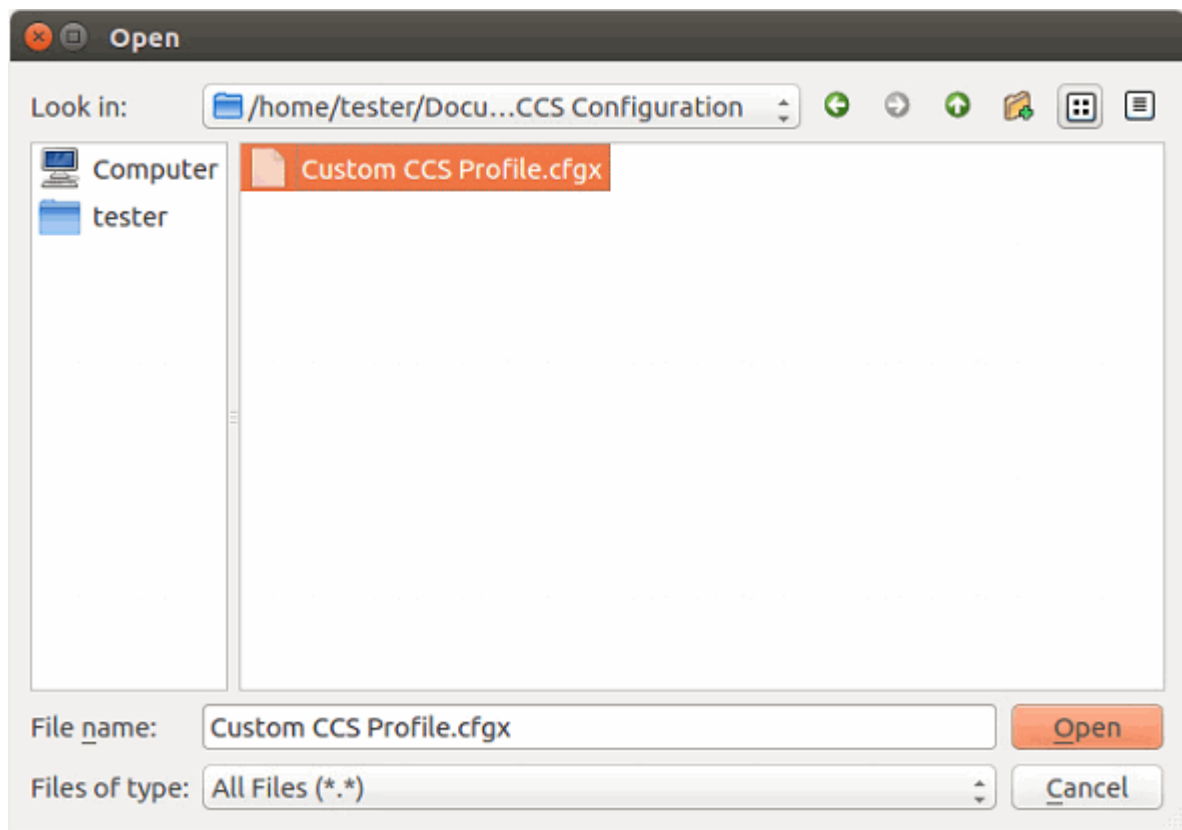 Open
Look in: /home/tester/Docu...CCS Configuration
Computer
tester
Custom CCS Profile.cfgx
File name: Custom CCS Profile.cfgx Open
Files of type: All Files (*.*) Cancel